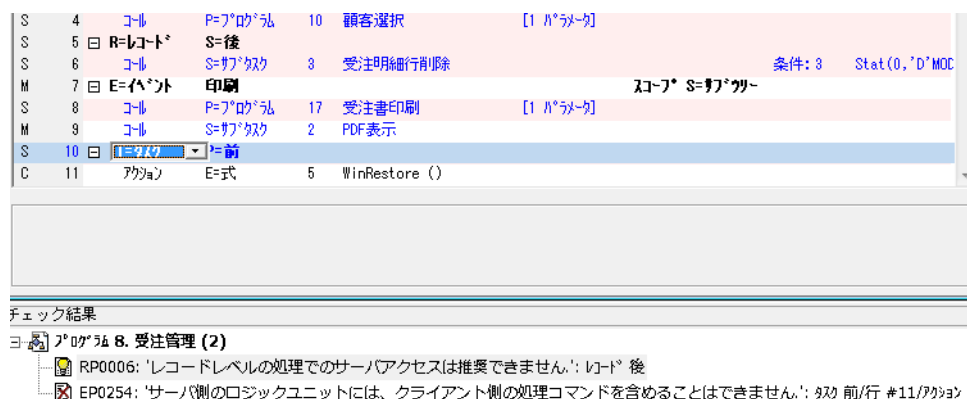 S 4 コール P=プログラム 10 顧客選択 [1 パラメータ]
S 5 R=レコード S=後
S 6 コール S=サブタスク 3 受注明細行削除 条件: 3 Stat(0,'D'MOD
M 7 E=イベント 印刷 スコープ S=サブツリー
S 8 コール P=プログラム 17 受注書印刷 [1 パラメータ]
M 9 コール S=サブタスク 2 PDF表示
S 10 T=タスク P=前
C 11 アクション E=式 5 WinRestore ()
チェック結果
プログラム 8. 受注管理 (2)
RP0006: 'レコードレベルの処理でのサーバアクセスは推奨できません.': レコード 後
EP0254: 'サーバ側のロジックユニットには、クライアント側の処理コマンドを含めることはできません.': タスク 前/行 #11/アクション